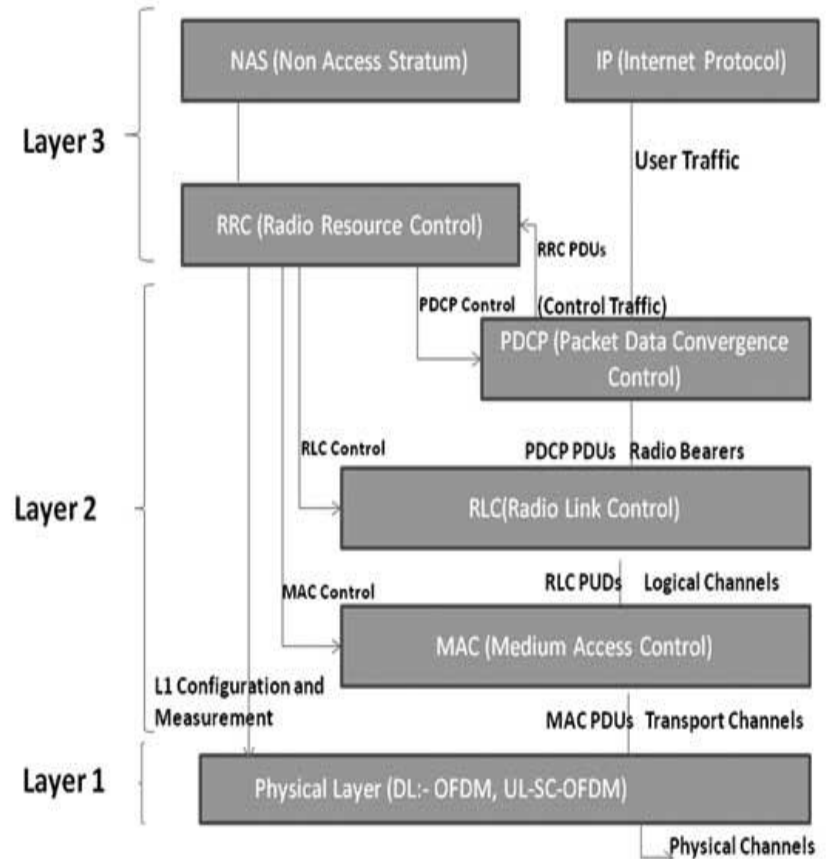 NAS (Non Access Stratum)
IP (Internet Protocol)
Layer 3
User Traffic
RRC (Radio Resource Control)
RRC PDUs
PDCP Control
(Control Traffic)
PDCP (Packet Data Convergence
Control)
RLC Control
PDCP PDUs
Radio Bearers
Layer 2
RLC(Radio Link Control)
MAC Control
RLC PUDs
Logical Channels
MAC (Medium Access Control)
L1 Configuration and
Measurement
MAC PDUs
Transport Channels
Layer 1
Physical Layer (DL:- OFDM, UL-SC-OFDM)
Physical Channels